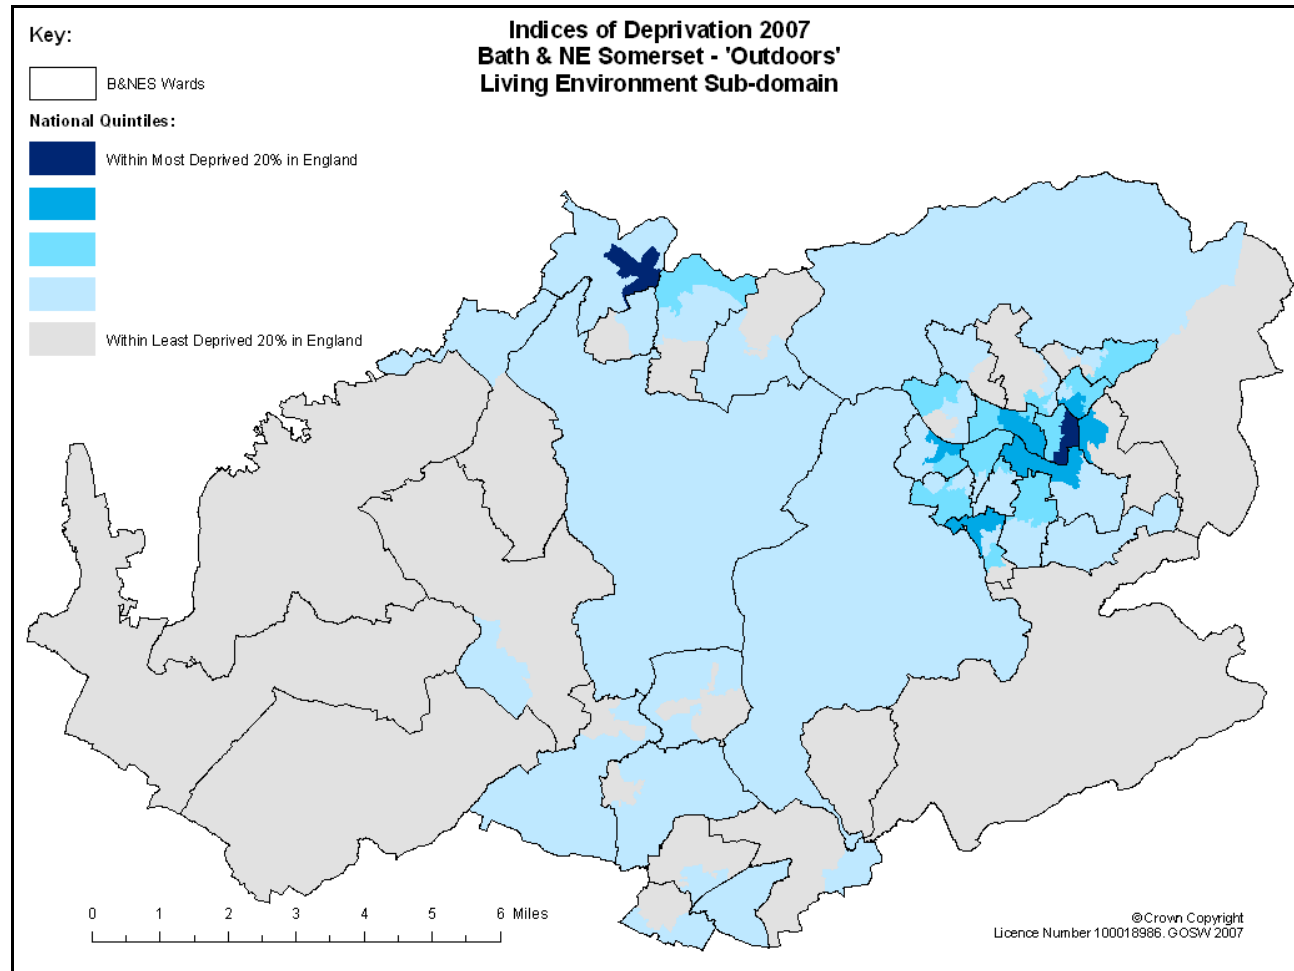 Indices of Deprivation 2007
Bath & NE Somerset - 'Outdoors'
Living Environment Sub-domain
Key:
B&NES Wards
National Quintiles:
Within Most Deprived 20% in England
Within Least Deprived 20% in England
0 1 2 3 4 5 6 Miles
©Crown Copyright
Licence Number 100018986. GOSW 2007